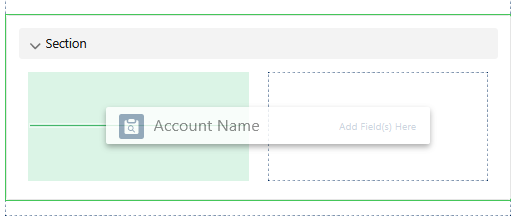 Section
Account Name
Add Field(s) Here